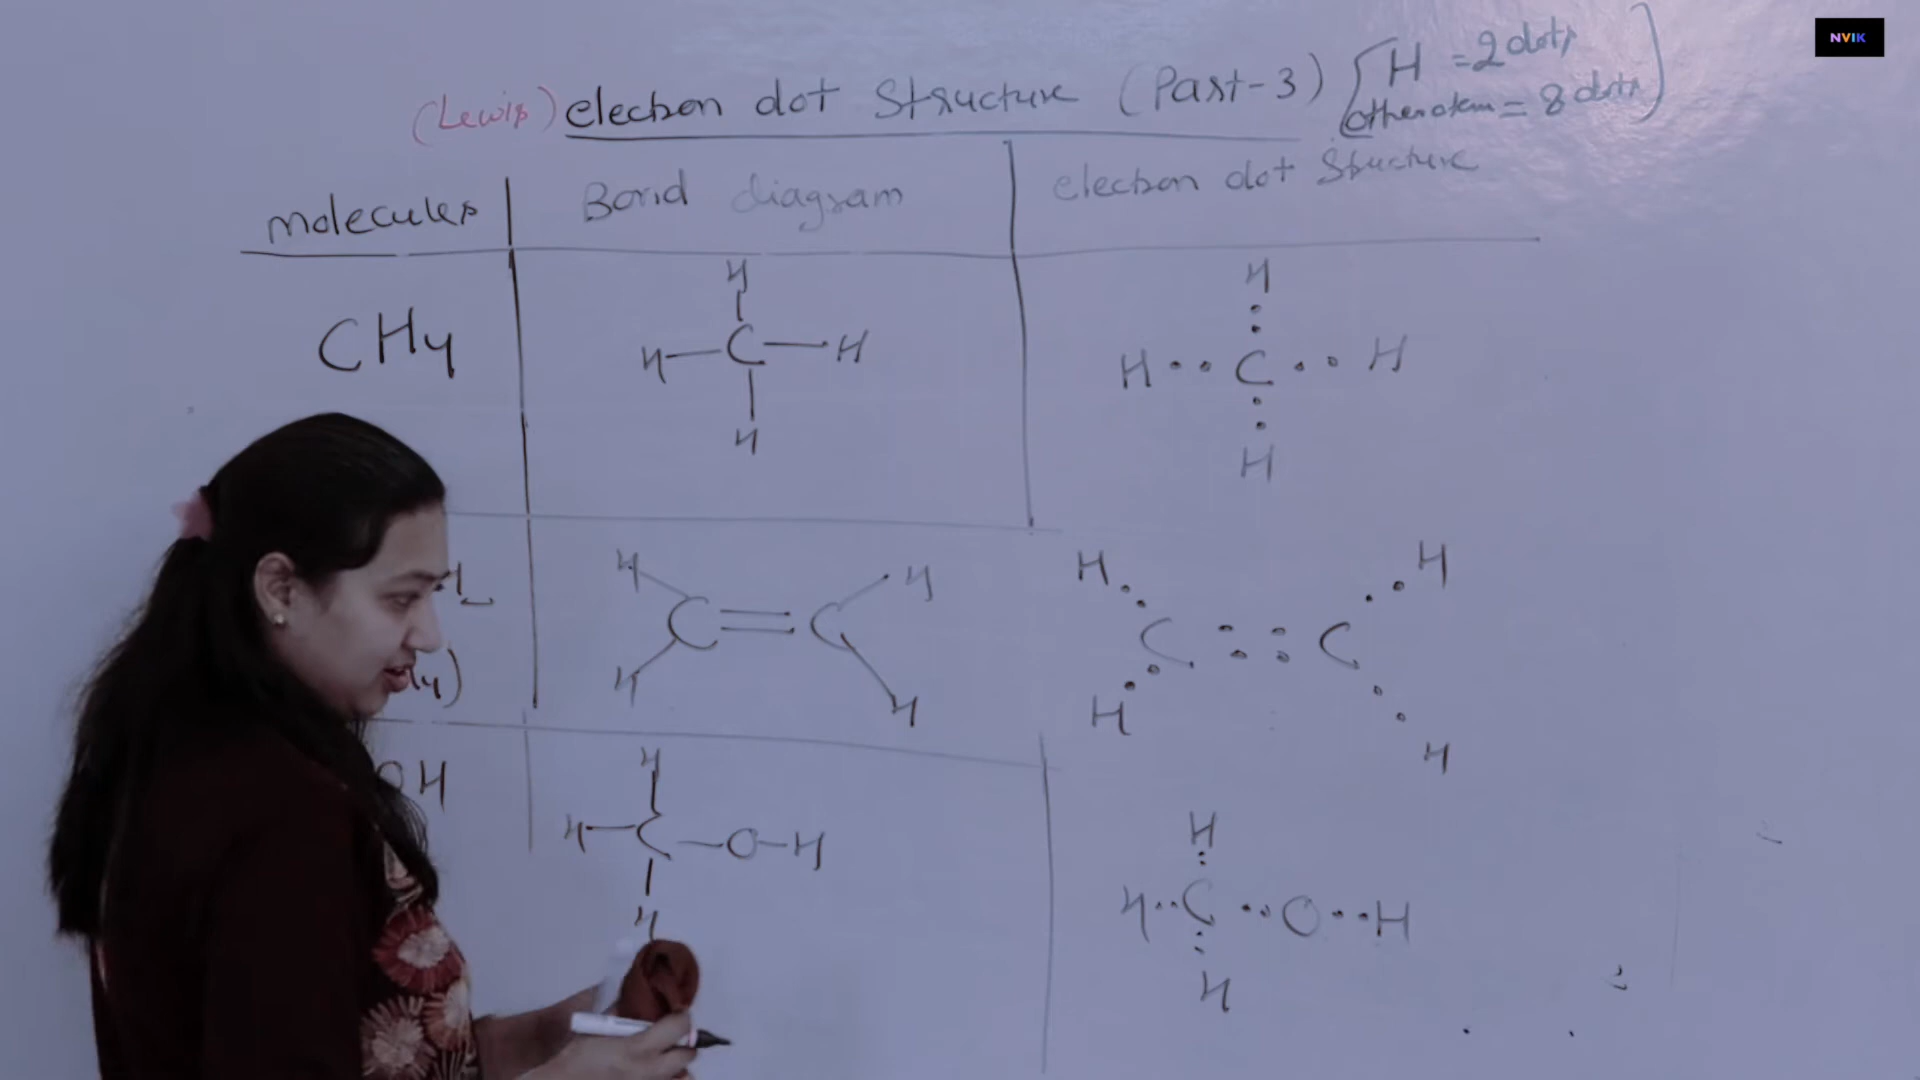 NVIK
(Lewis) electron dot Structure (Part-3) [H = 2 dots
other atom = 8 dots]
molecules Bond diagram electron dot Structure
H H
CH4 H C H H C H
H H
H H H H
C C C C
H H H H
4)
OH H H
H C O H H C O H
H H